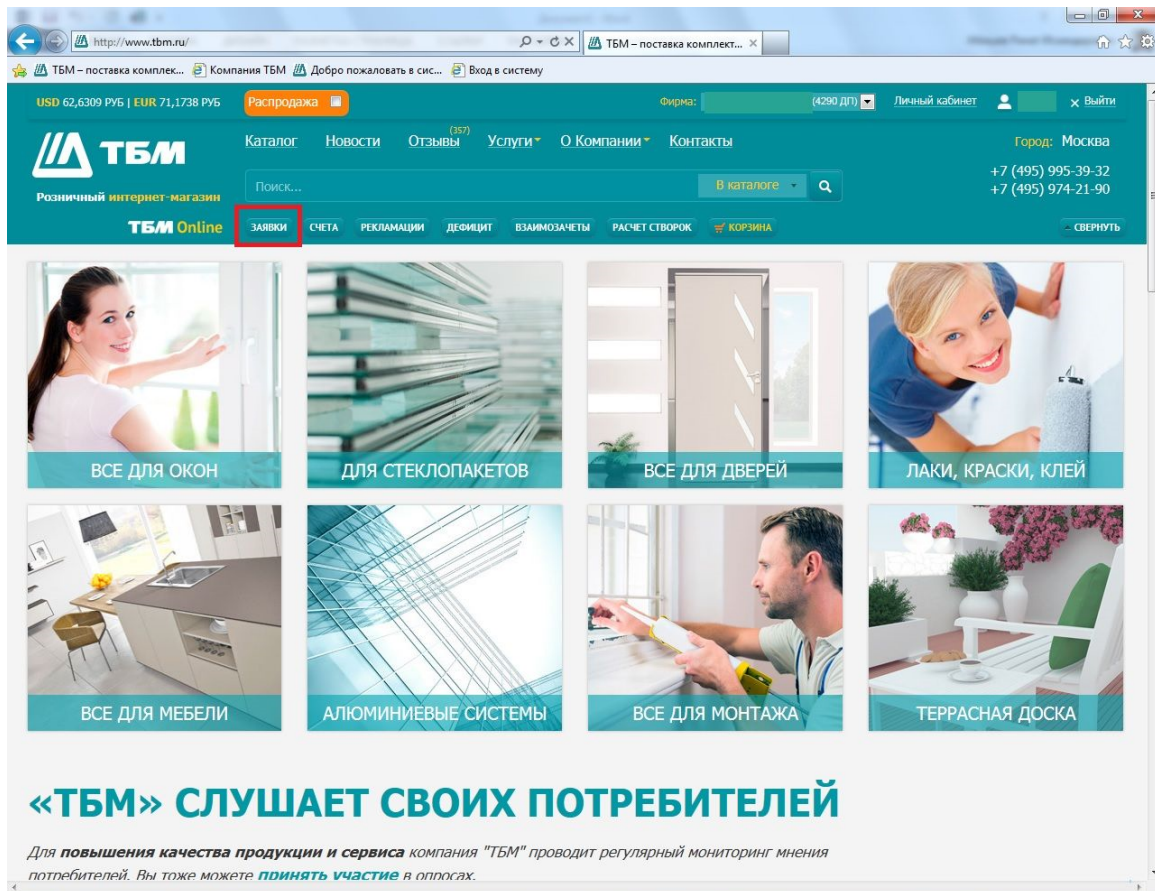 http://www.tbm.ru/
ТБМ – поставка комплект...
ТБМ – поставка комплек... Компания ТБМ Добро пожаловать в сис... Вход в систему
USD 62,6309 РУБ | EUR 71,1738 РУБ Распродажа Фирма: (4290 ДП) Личный кабинет Выйти
ТБМ
Каталог Новости Отзывы (357) Услуги О Компании Контакты Город: Москва
+7 (495) 995-39-32
Поиск... В каталоге
+7 (495) 974-21-90
Розничный интернет-магазин
ТБМ Online ЗАЯВКИ СЧЕТА РЕКЛАМАЦИИ ДЕФИЦИТ ВЗАИМОЗАЧЕТЫ РАСЧЕТ СТВОРОК КОРЗИНА СВЕРНУТЬ
ВСЕ ДЛЯ ОКОН ДЛЯ СТЕКЛОПАКЕТОВ ВСЕ ДЛЯ ДВЕРЕЙ ЛАКИ, КРАСКИ, КЛЕЙ
ВСЕ ДЛЯ МЕБЕЛИ АЛЮМИНИЕВЫЕ СИСТЕМЫ ВСЕ ДЛЯ МОНТАЖА ТЕРРАСНАЯ ДОСКА
«ТБМ» СЛУШАЕТ СВОИХ ПОТРЕБИТЕЛЕЙ
Для повышения качества продукции и сервиса компания "ТБМ" проводит регулярный мониторинг мнения
потребителей. Вы тоже можете принять участие в опросах.